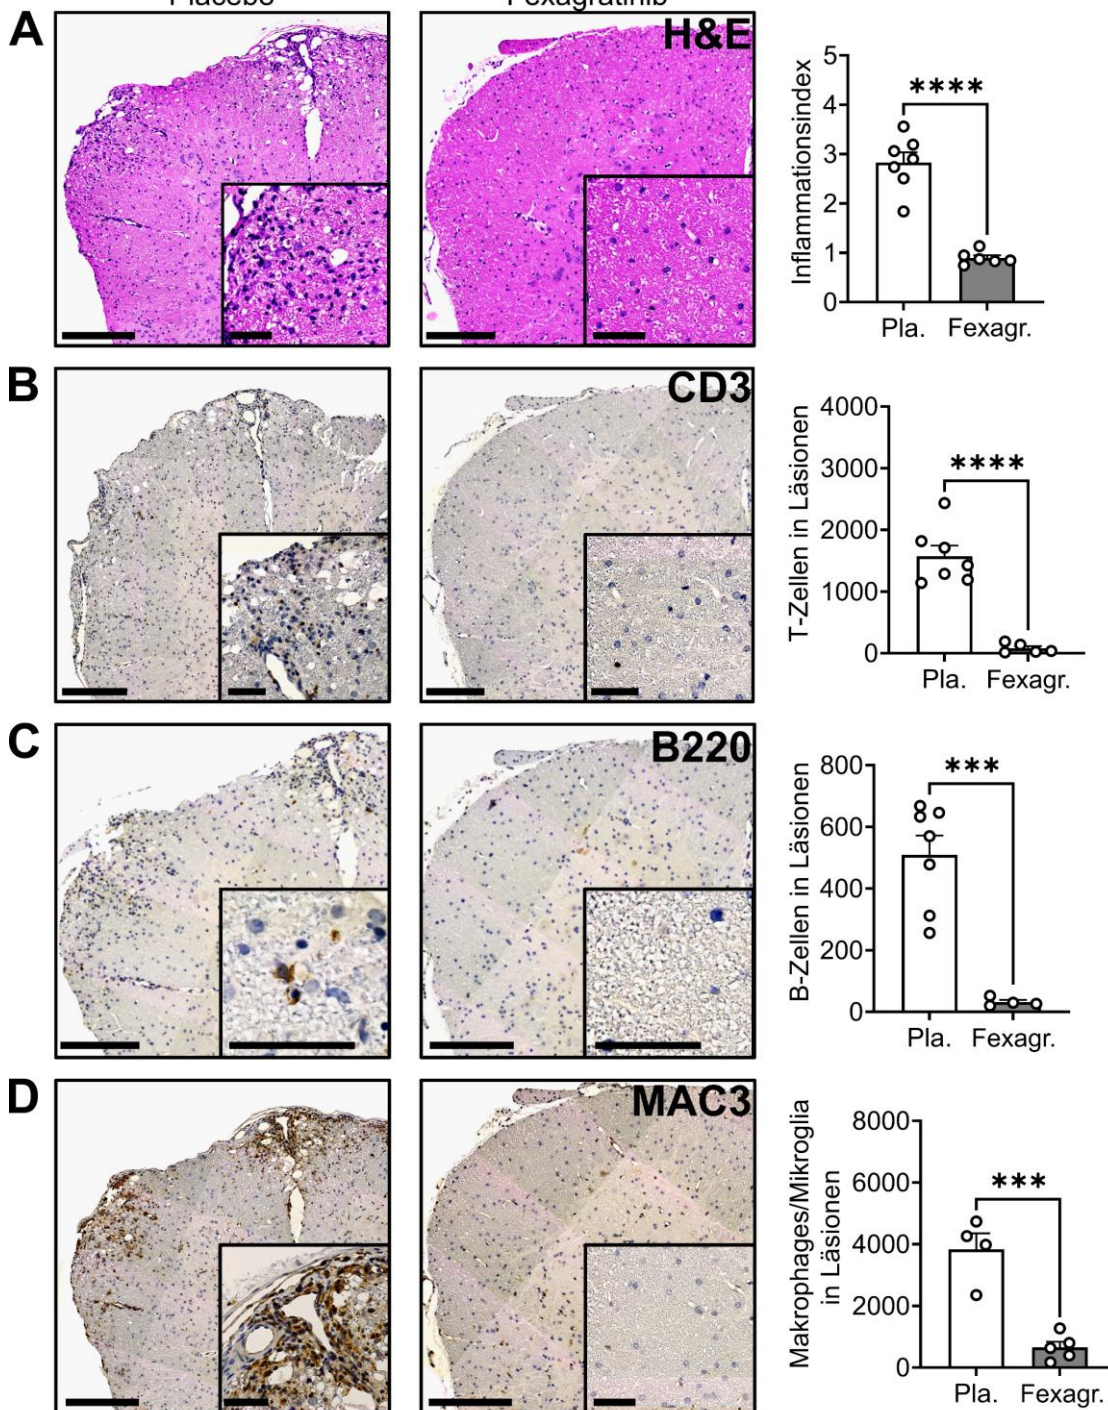 Placebo
Fexagratinib
A
H&E
Inflammationsindex
5
4
3
2
1
0
****
Pla.
Fexagr.
B
CD3
T-Zellen in Läsionen
4000
3000
2000
1000
0
****
Pla.
Fexagr.
C
B220
B-Zellen in Läsionen
800
600
400
200
0
***
Pla.
Fexagr.
D
MAC3
Makrophages/Mikroglia
in Läsionen
8000
6000
4000
2000
0
***
Pla.
Fexagr.